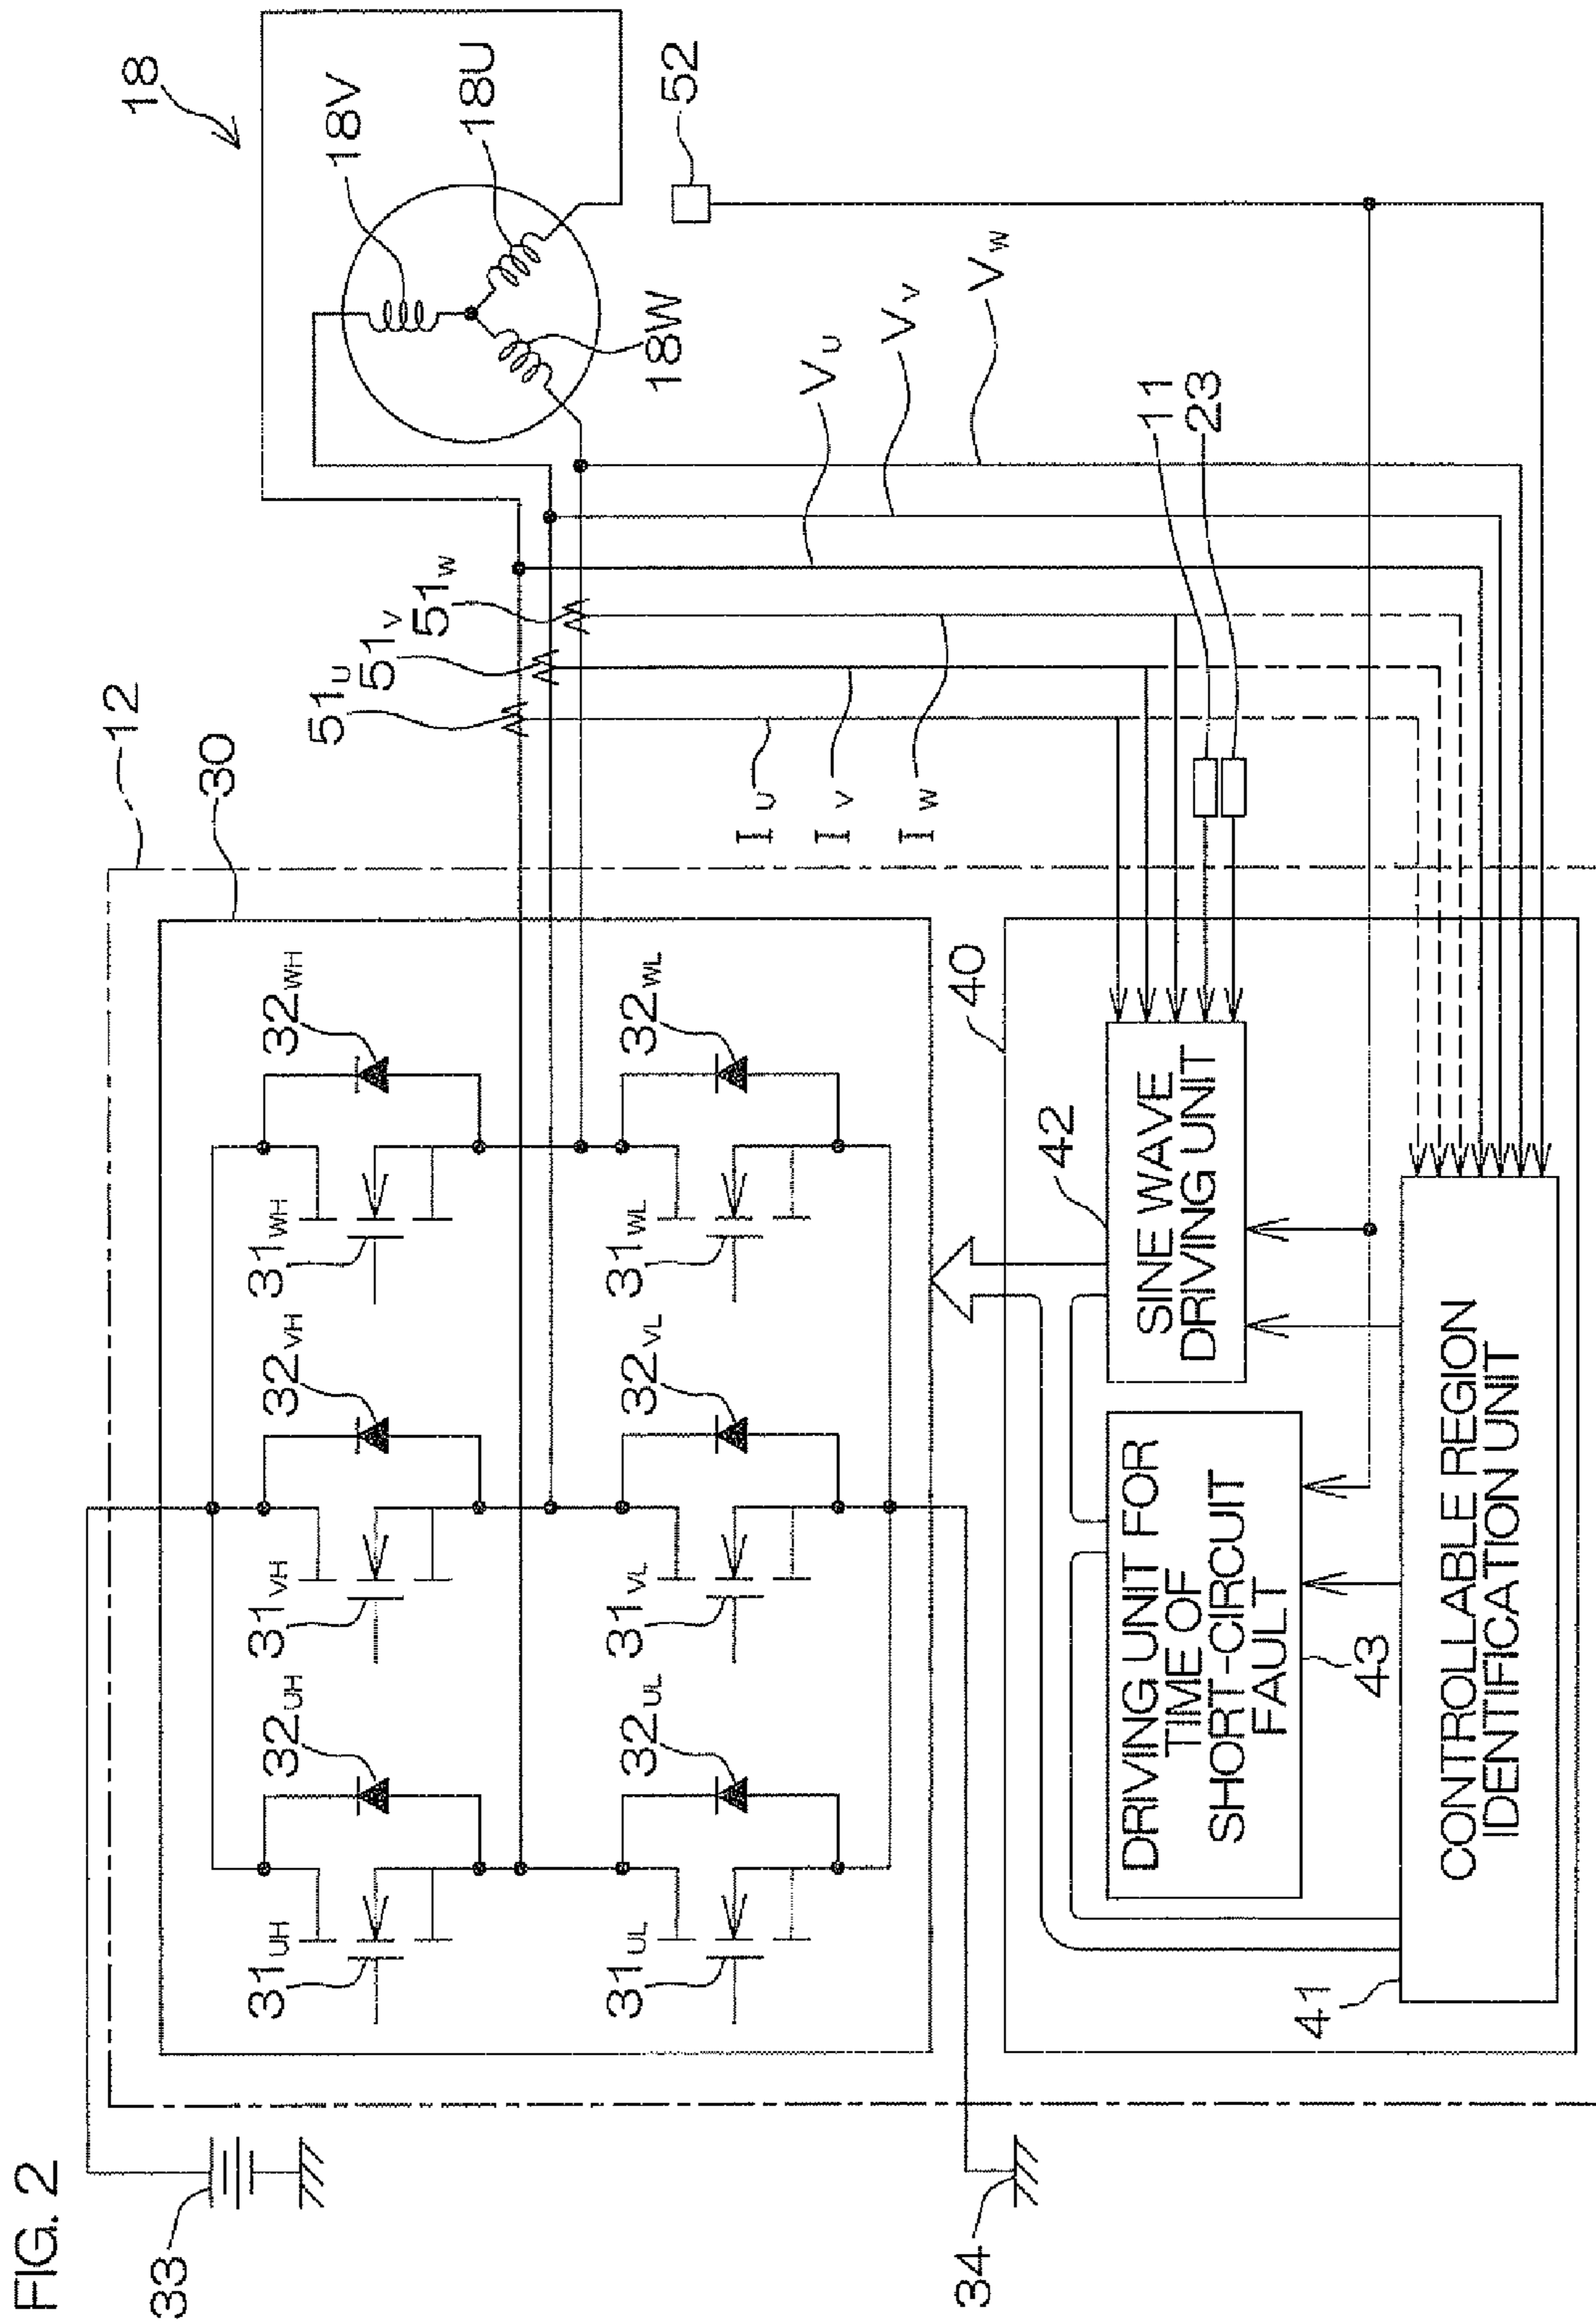 FIG. 2
33
34
12
30
31UH
32UH
31VH
32VH
31WH
32WH
31UL
32UL
31VL
32VL
31WL
32WL
18
18V
18U
18W
51U
51V
51W
52
IU
IV
IW
VU
VV
VW
11
23
40
42
SINE WAVE
DRIVING UNIT
DRIVING UNIT FOR
TIME OF
SHORT-CIRCUIT
FAULT
43
41
CONTROLLABLE REGION
IDENTIFICATION UNIT